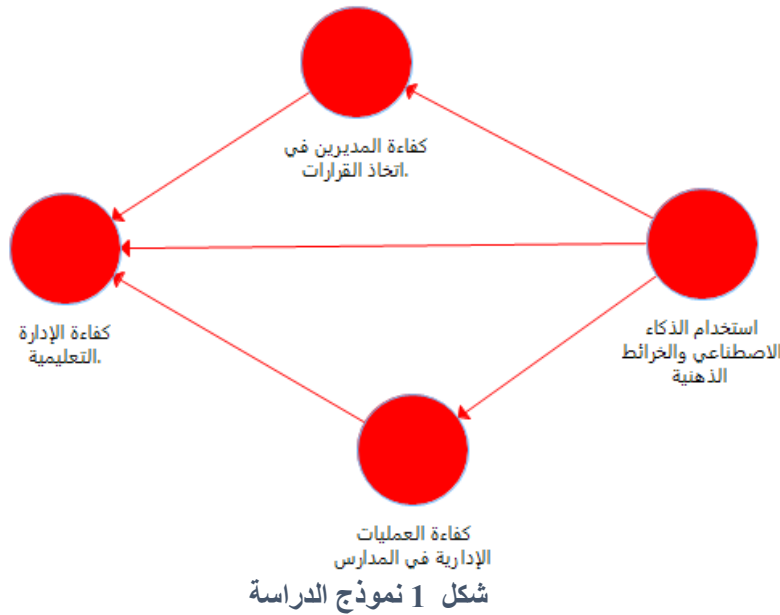 كفاءة المديرين في
اتخاذ القرارات.
استخدام الذكاء
الاصطناعي والخرائط
الذهنية
كفاءة الإدارة
التعليمية.
كفاءة العمليات
الإدارية في المدارس
شكل 1 نموذج الدراسة